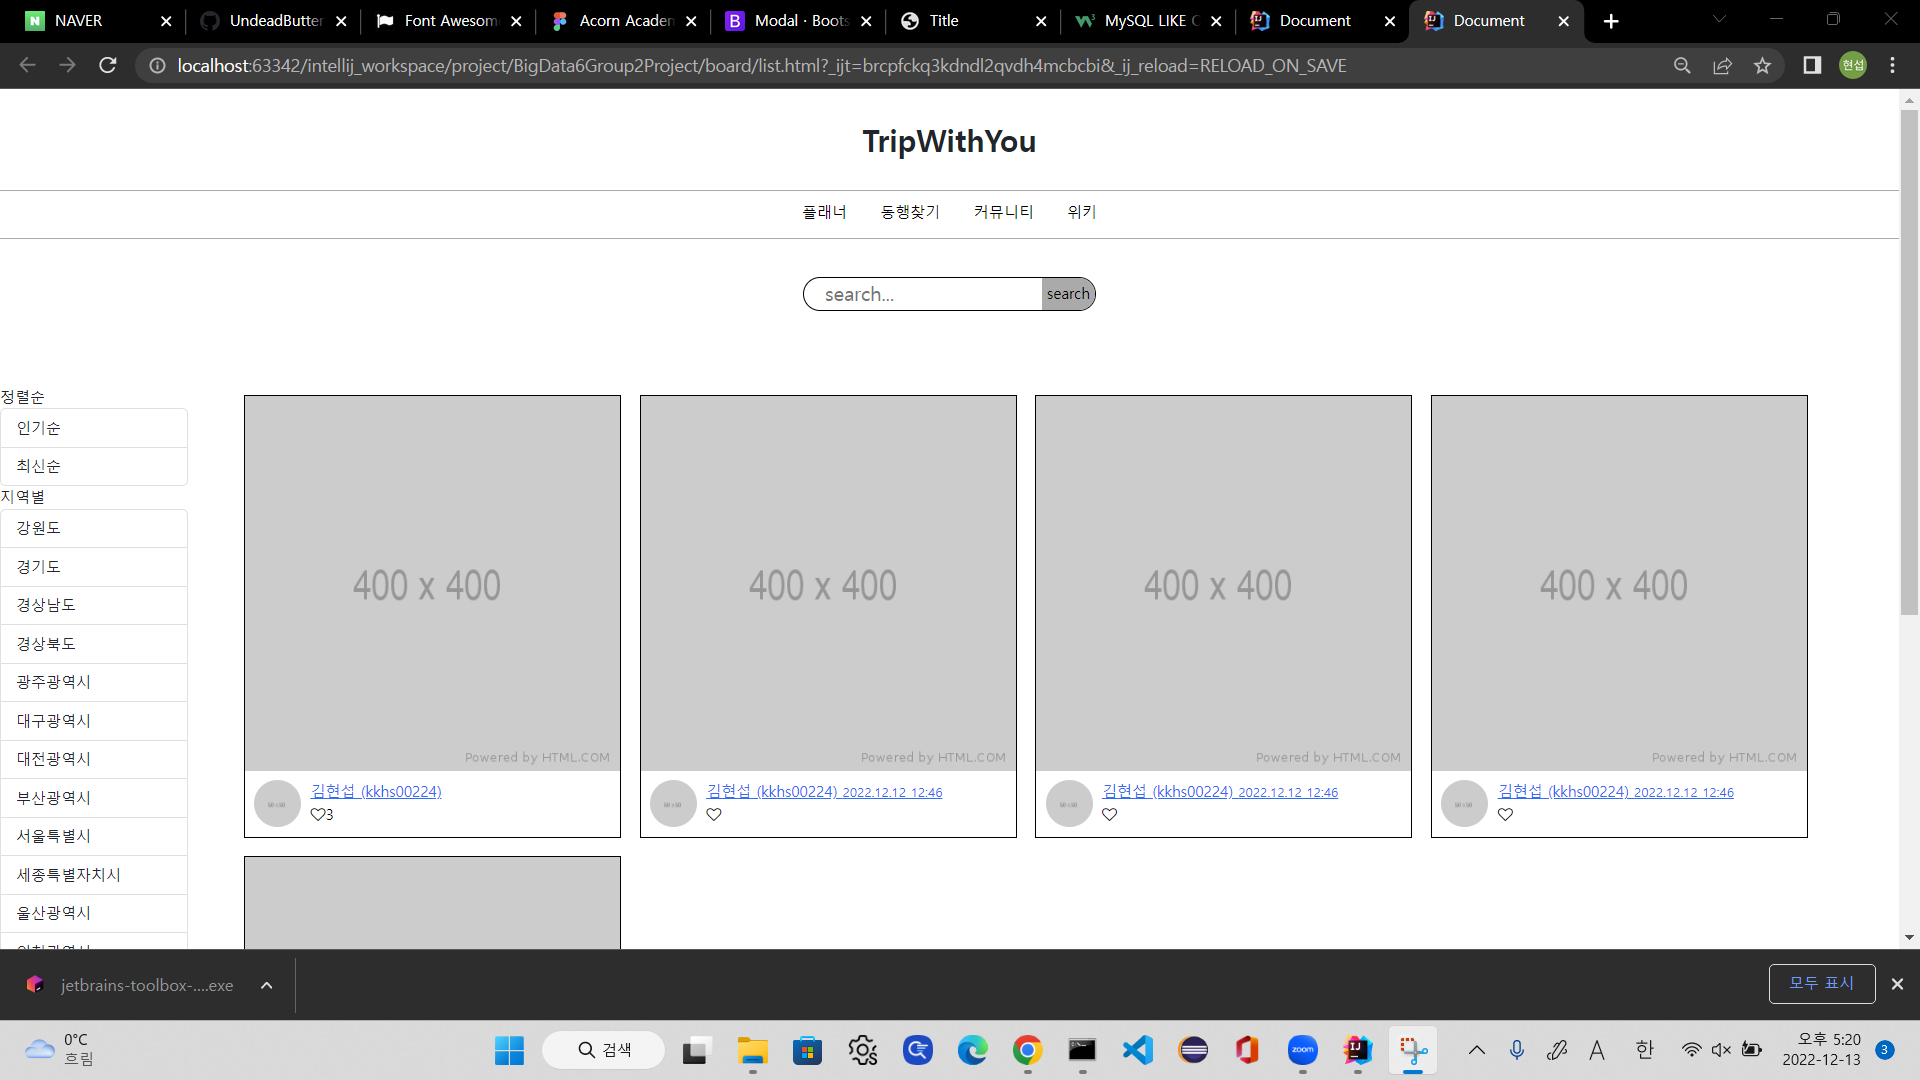 NAVER
UndeadButter
Font Awesom
Acorn Academ
Modal · Boots
Title
MySQL LIKE
Document
Document
localhost:63342/intellij_workspace/project/BigData6Group2Project/board/list.html?_ijt=brcpfckq3kdndl2qvdh4mcbcbi&_ij_reload=RELOAD_ON_SAVE
현섭
TripWithYou
플래너 동행찾기 커뮤니티 위키
search... search
정렬순
인기순
최신순
지역별
강원도
경기도
경상남도
경상북도
광주광역시
대구광역시
대전광역시
부산광역시
서울특별시
세종특별자치시
울산광역시
인천광역시
400 x 400
Powered by HTML.COM
김현섭 (kkhs00224)
3
400 x 400
Powered by HTML.COM
김현섭 (kkhs00224) 2022.12.12 12:46
400 x 400
Powered by HTML.COM
김현섭 (kkhs00224) 2022.12.12 12:46
400 x 400
Powered by HTML.COM
김현섭 (kkhs00224) 2022.12.12 12:46
jetbrains-toolbox-....exe
모두 표시
0°C
흐림
검색
zoom
A
한
오후 5:20
2022-12-13
3